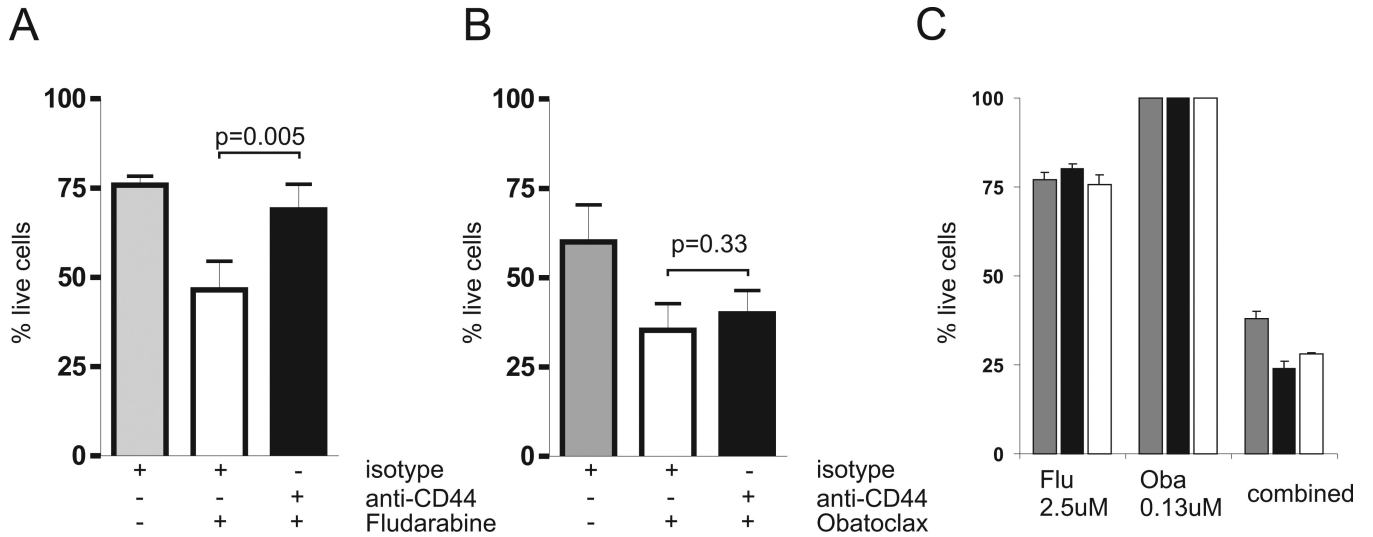 A
B
C
100
75
50
25
0
% live cells
p=0.005
+ + - isotype
- - + anti-CD44
- + + Fludarabine
100
75
50
25
0
% live cells
p=0.33
+ + - isotype
- - + anti-CD44
- + + Obatoclax
100
75
50
25
0
% live cells
Flu
2.5uM
Oba
0.13uM
combined